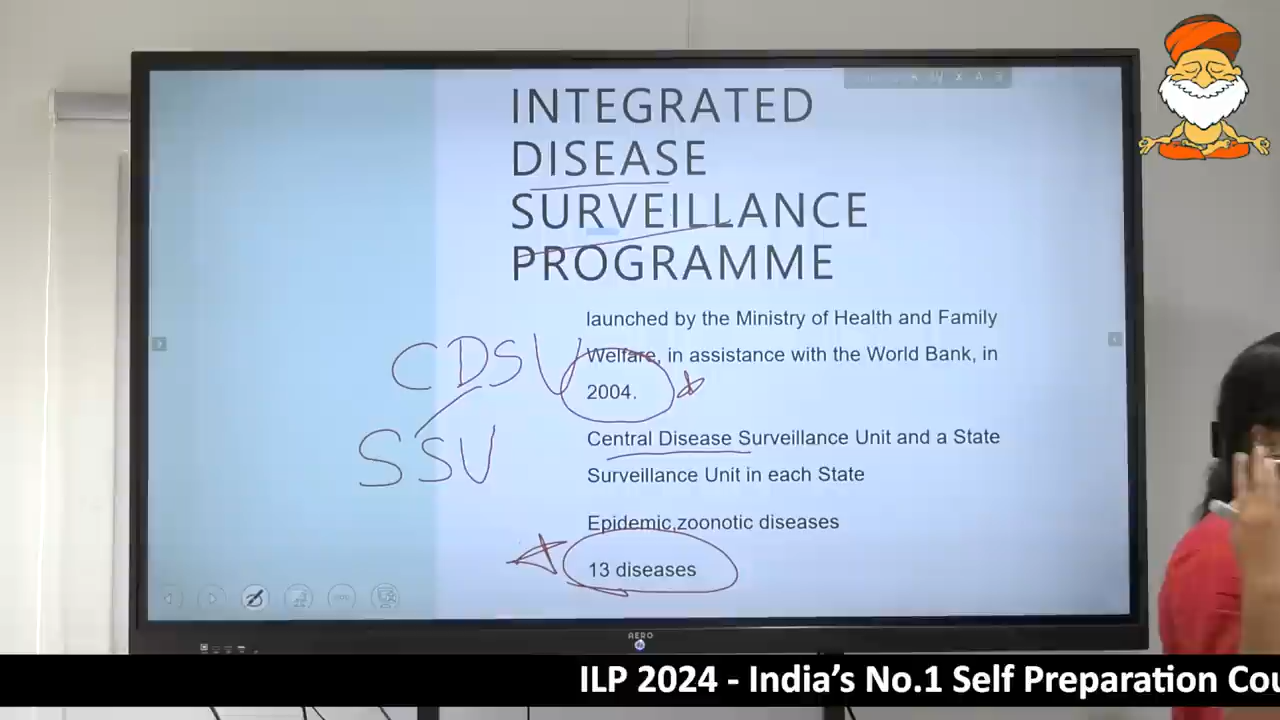 INTEGRATED
DISEASE
SURVEILLANCE
PROGRAMME
launched by the Ministry of Health and Family
Welfare, in assistance with the World Bank, in
2004.
CDSU
SSU
Central Disease Surveillance Unit and a State
Surveillance Unit in each State
Epidemic,zoonotic diseases
13 diseases
AERO
ILP 2024 - India's No.1 Self Preparation Cou